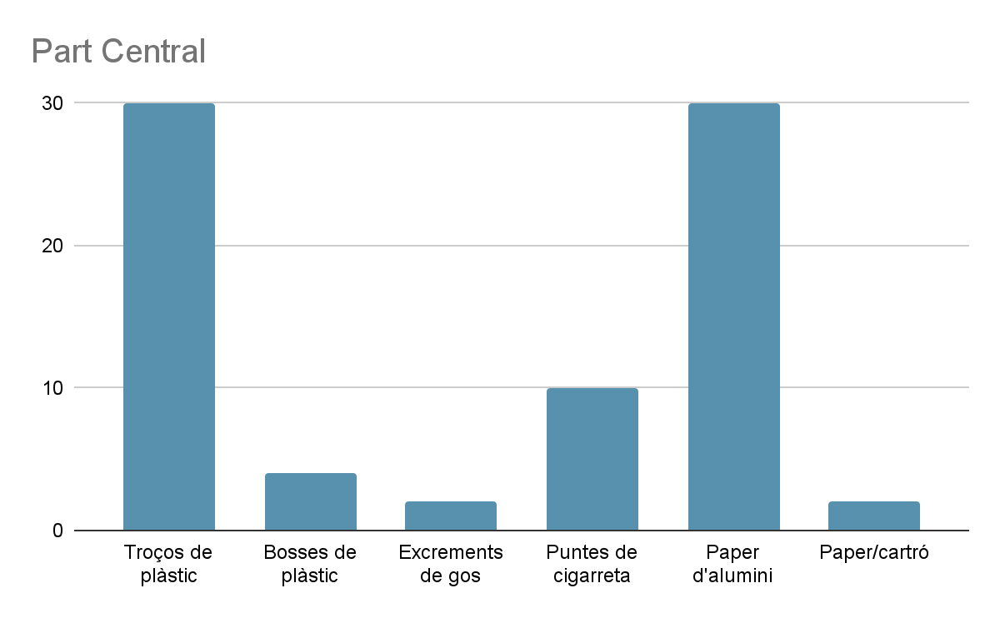 Part Central
30
20
10
0
Troços de
plàstic
Bosses de
plàstic
Excrements
de gos
Puntes de
cigarreta
Paper
d'alumini
Paper/cartró